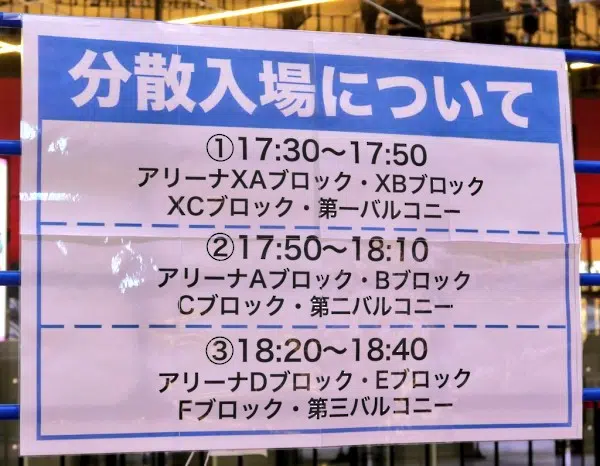 分散入場について
①17:30～17:50
アリーナXAブロック・XBブロック
XCブロック・第一バルコニー
②17:50～18:10
アリーナAブロック・Bブロック
Cブロック・第二バルコニー
③18:20～18:40
アリーナDブロック・Eブロック
Fブロック・第三バルコニー